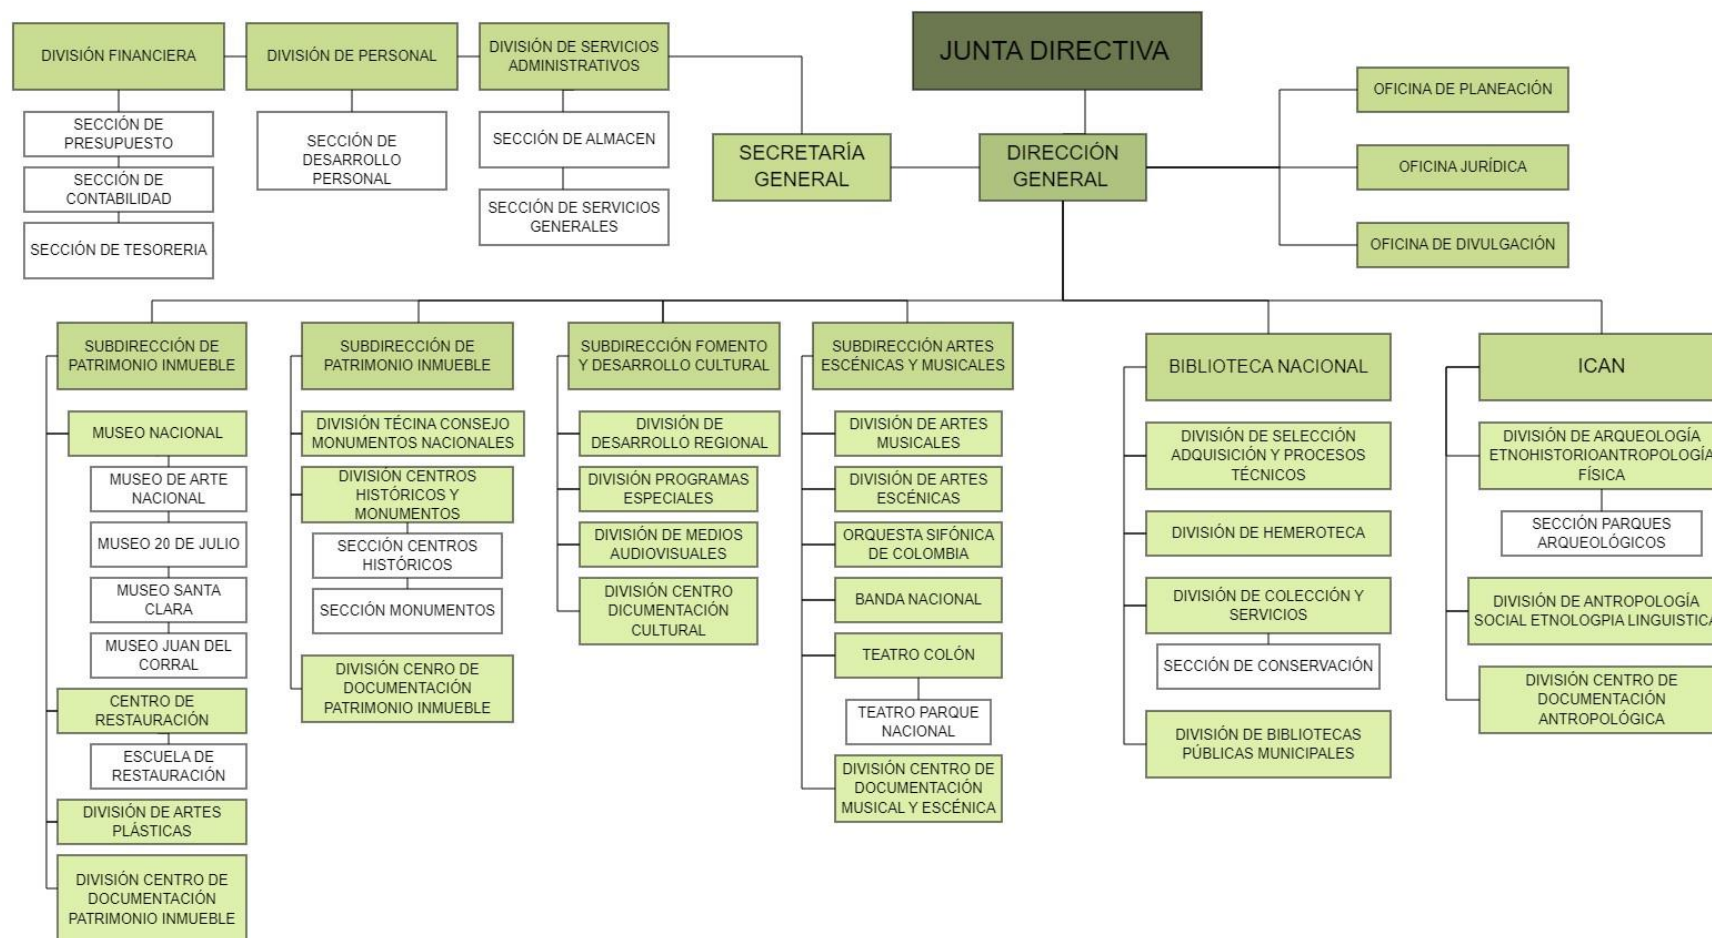 DIVISIÓN FINANCIERA
SECCIÓN DE
PRESUPUESTO
SECCIÓN DE
CONTABILIDAD
SECCIÓN DE TESORERIA
DIVISIÓN DE PERSONAL
SECCIÓN DE
DESARROLLO
PERSONAL
DIVISIÓN DE SERVICIOS
ADMINISTRATIVOS
SECCIÓN DE ALMACEN
SECCIÓN DE SERVICIOS
GENERALES
JUNTA DIRECTIVA
SECRETARÍA
GENERAL
DIRECCIÓN
GENERAL
OFICINA DE PLANEACIÓN
OFICINA JURÍDICA
OFICINA DE DIVULGACIÓN
SUBDIRECCIÓN DE
PATRIMONIO INMUEBLE
MUSEO NACIONAL
MUSEO DE ARTE
NACIONAL
MUSEO 20 DE JULIO
MUSEO SANTA
CLARA
MUSEO JUAN DEL
CORRAL
CENTRO DE
RESTAURACIÓN
ESCUELA DE
RESTAURACIÓN
DIVISIÓN DE ARTES
PLÁSTICAS
DIVISIÓN CENTRO DE
DOCUMENTACIÓN
PATRIMONIO INMUEBLE
SUBDIRECCIÓN DE
PATRIMONIO INMUEBLE
DIVISIÓN TÉCINA CONSEJO
MONUMENTOS NACIONALES
DIVISIÓN CENTROS
HISTÓRICOS Y
MONUMENTOS
SECCIÓN CENTROS
HISTÓRICOS
SECCIÓN MONUMENTOS
DIVISIÓN CENRO DE
DOCUMENTACIÓN
PATRIMONIO INMUEBLE
SUBDIRECCIÓN FOMENTO
Y DESARROLLO CULTURAL
DIVISIÓN DE
DESARROLLO REGIONAL
DIVISIÓN PROGRAMAS
ESPECIALES
DIVISIÓN DE MEDIOS
AUDIOVISUALES
DIVISIÓN CENTRO
DICUMENTACIÓN
CULTURAL
SUBDIRECCIÓN ARTES
ESCÉNICAS Y MUSICALES
DIVISIÓN DE ARTES
MUSICALES
DIVISIÓN DE ARTES
ESCÉNICAS
ORQUESTA SIFÓNICA
DE COLOMBIA
BANDA NACIONAL
TEATRO COLÓN
TEATRO PARQUE
NACIONAL
DIVISIÓN CENTRO DE
DOCUMENTACIÓN
MUSICAL Y ESCÉNICA
BIBLIOTECA NACIONAL
DIVISIÓN DE SELECCIÓN
ADQUISICIÓN Y PROCESOS
TÉCNICOS
DIVISIÓN DE HEMEROTECA
DIVISIÓN DE COLECCIÓN Y
SERVICIOS
SECCIÓN DE CONSERVACIÓN
DIVISIÓN DE BIBLIOTECAS
PÚBLICAS MUNICIPALES
ICAN
DIVISIÓN DE ARQUEOLOGÍA
ETNOHISTORIOANTROPOLOGÍA
FÍSICA
SECCIÓN PARQUES
ARQUEOLÓGICOS
DIVISIÓN DE ANTROPOLOGÍA
SOCIAL ETNOLOGPIA LINGUISTICA
DIVISIÓN CENTRO DE
DOCUMENTACIÓN
ANTROPOLÓGICA